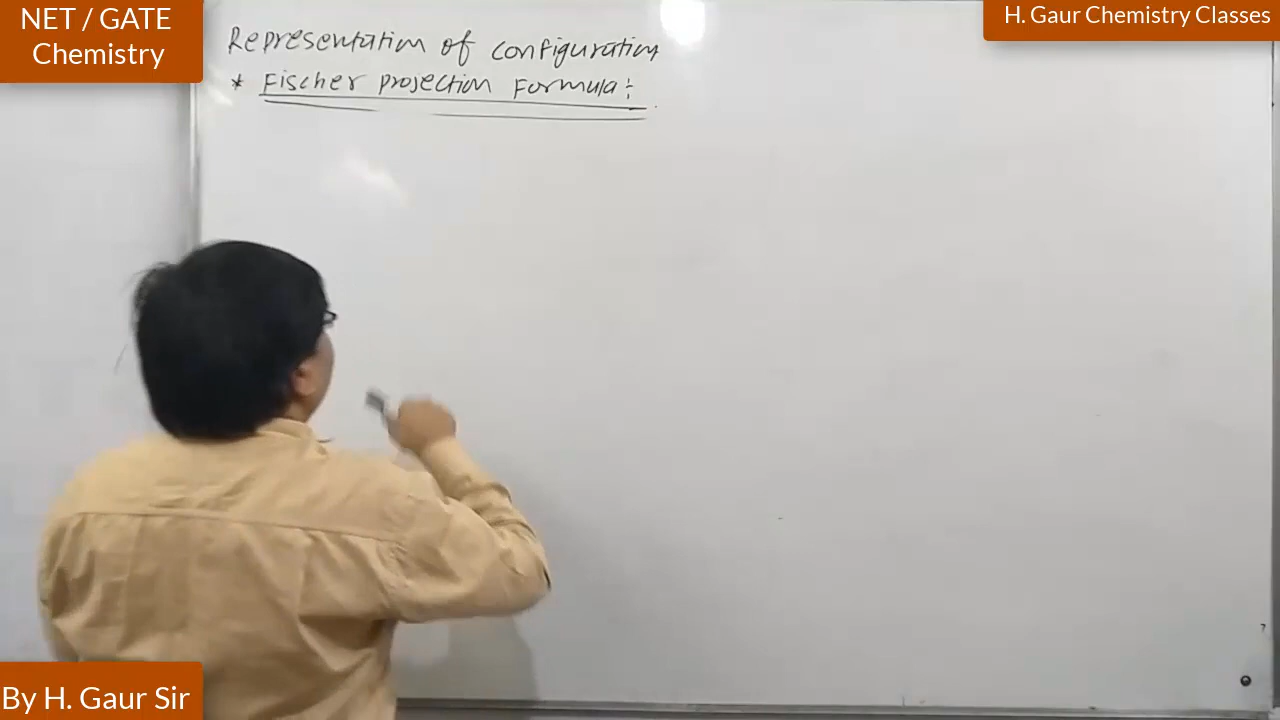 NET / GATE
Chemistry
H. Gaur Chemistry Classes
Representation of configuration
* Fischer projection Formula:
By H. Gaur Sir